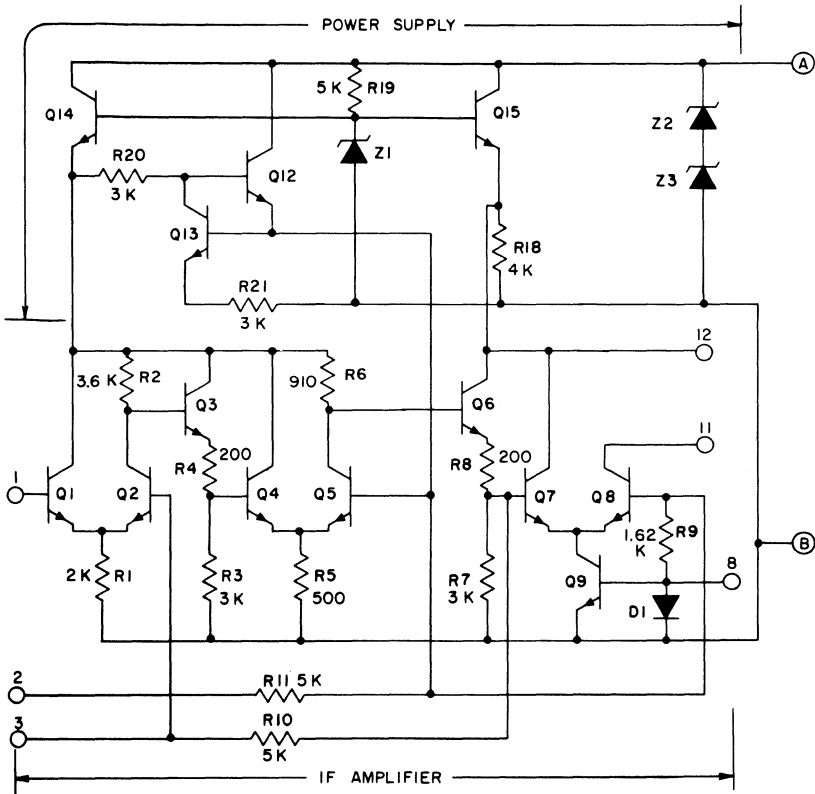 POWER SUPPLY
A
5 K
R19
Q14
Q15
Z2
Z1
R20
3 K
Q12
Z3
Q13
R18
4 K
R21
3 K
12
3.6 K
R2
910
R6
Q3
Q6
11
200
R4
R8
200
1
Q1
Q2
Q4
Q5
Q7
Q8
R9
1.62
K
B
8
2 K
R1
R3
3 K
R5
500
R7
3 K
Q9
D1
2
R11 5 K
3
R10
5 K
IF AMPLIFIER